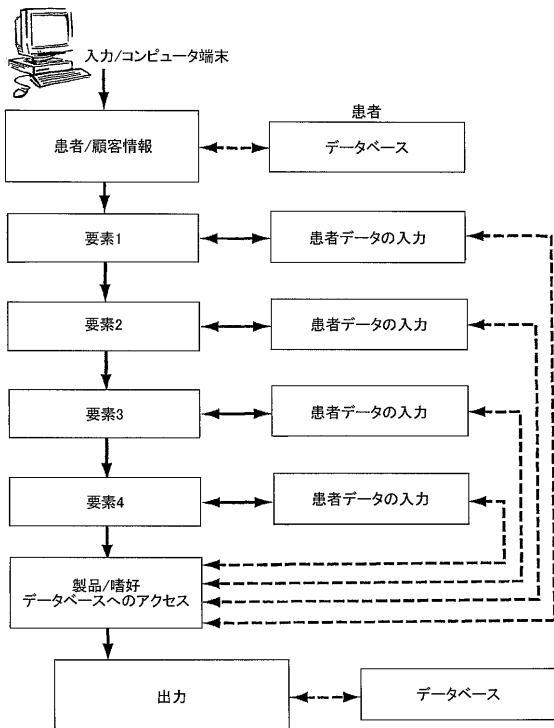 入力/コンピュータ端末
患者/顧客情報
患者
データベース
要素1
患者データの入力
要素2
患者データの入力
要素3
患者データの入力
要素4
患者データの入力
製品/嗜好
データベースへのアクセス
出力
データベース